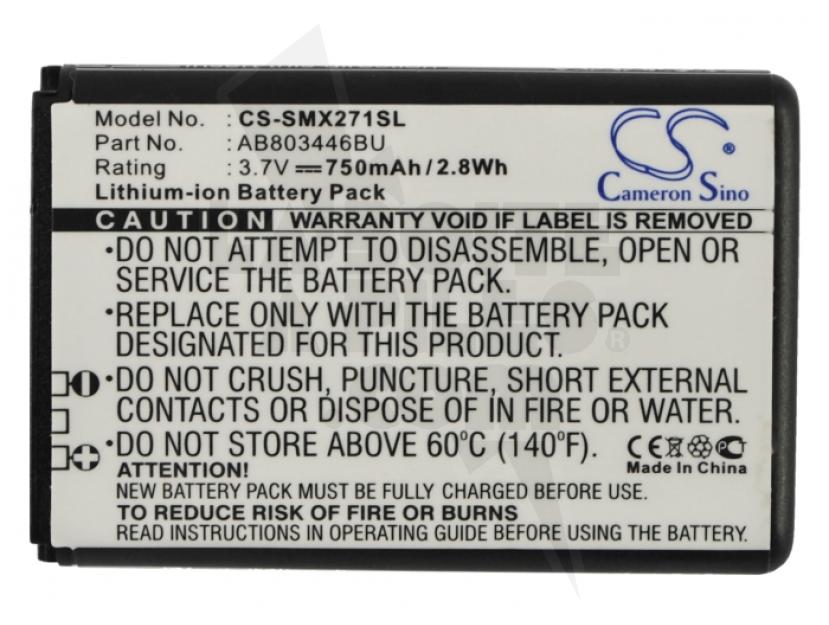 Model No. : CS-SMX271SL
Part No. : AB803446BU
Rating : 3.7V 750mAh/2.8Wh
Lithium-ion Battery Pack
CS
Cameron Sino
CAUTION WARRANTY VOID IF LABEL IS REMOVED
·DO NOT ATTEMPT TO DISASSEMBLE, OPEN OR
SERVICE THE BATTERY PACK.
·REPLACE ONLY WITH THE BATTERY PACK
DESIGNATED FOR THIS PRODUCT.
·DO NOT CRUSH, PUNCTURE, SHORT EXTERNAL
CONTACTS OR DISPOSE OF IN FIRE OR WATER.
·DO NOT STORE ABOVE 60°C (140°F).
CE
Made In China
ATTENTION:
NEW BATTERY PACK MUST BE FULLY CHARGED BEFORE USE
TO REDUCE RISK OF FIRE OR BURNS
READ INSTRUCTIONS IN OPERATING GUIDE BEFORE USING THE BATTERY.